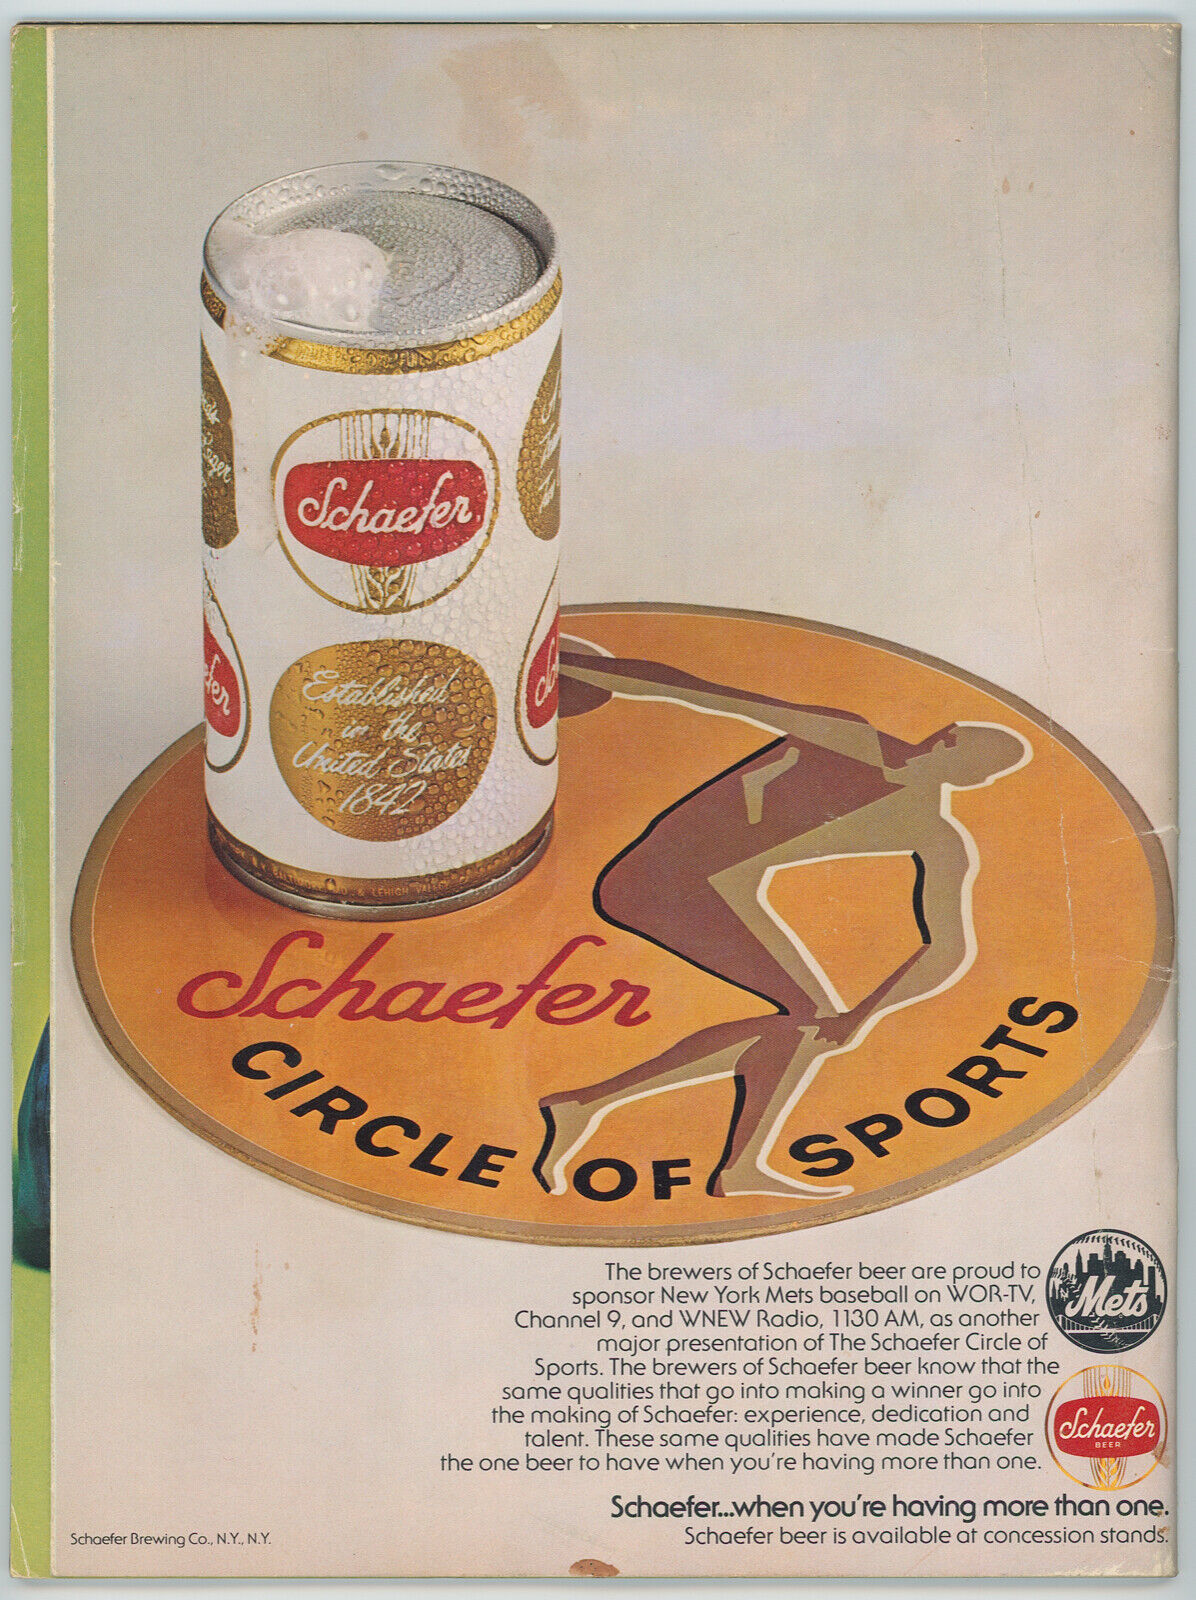 Schaefer
Established
in the
United States
1842
Lager
Schaefer
CIRCLE OF SPORTS
The brewers of Schaefer beer are proud to
sponsor New York Mets baseball on WOR-TV,
Channel 9, and WNEW Radio, 1130 AM, as another
major presentation of The Schaefer Circle of
Sports. The brewers of Schaefer beer know that the
same qualities that go into making a winner go into
the making of Schaefer: experience, dedication and
talent. These same qualities have made Schaefer
the one beer to have when you're having more than one.
Mets
Schaefer
BEER
Schaefer...when you're having more than one.
Schaefer beer is available at concession stands.
Schaefer Brewing Co., N.Y., N.Y.